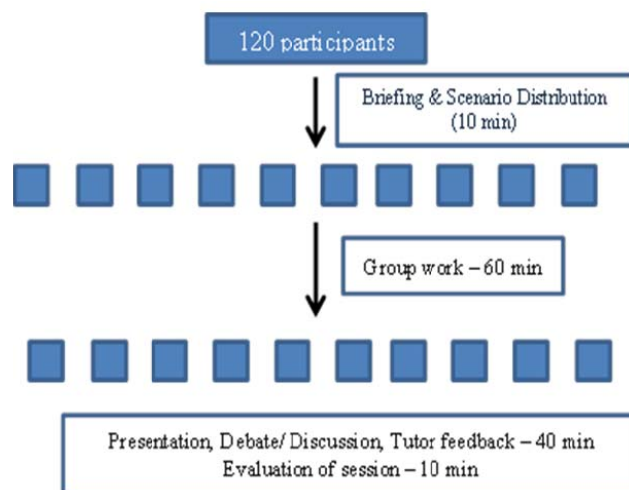 120 participants
Briefing & Scenario Distribution
(10 min)
Group work – 60 min
Presentation, Debate/ Discussion, Tutor feedback – 40 min
Evaluation of session – 10 min